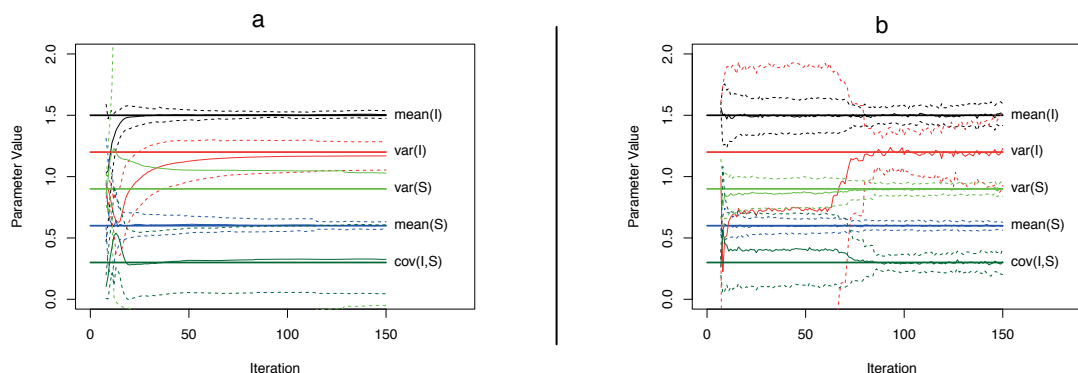 a
2.0
1.5
1.0
0.5
0.0
Parameter Value
mean(I)
var(I)
var(S)
mean(S)
cov(I,S)
0
50
100
150
Iteration
b
2.0
1.5
1.0
0.5
0.0
Parameter Value
mean(I)
var(I)
var(S)
mean(S)
cov(I,S)
0
50
100
150
Iteration